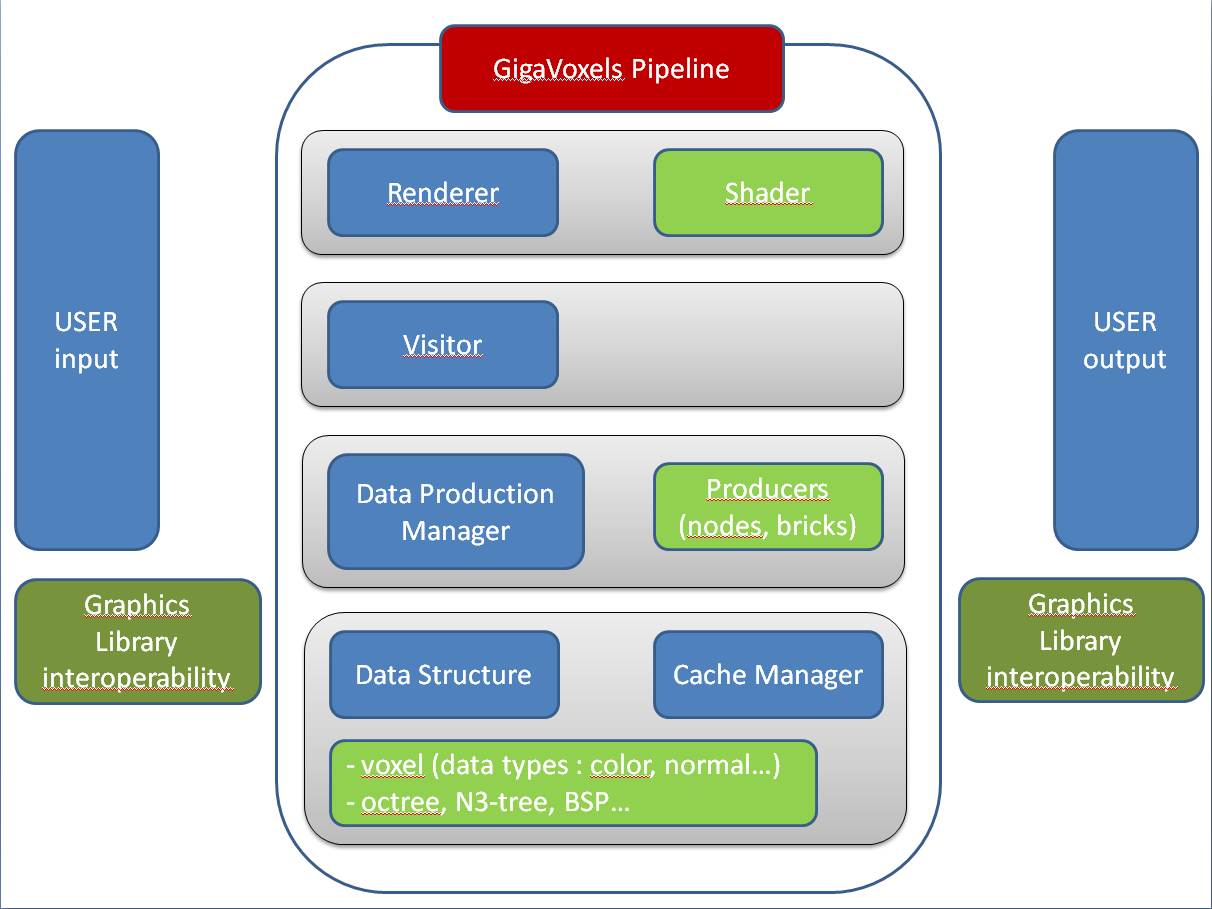 GigaVoxels Pipeline
Renderer
Shader
USER
input
Visitor
USER
output
Data Production
Manager
Producers
(nodes, bricks)
Graphics
Library
interoperability
Graphics
Library
interoperability
Data Structure
Cache Manager
- voxel (data types : color, normal…)
- octree, N3-tree, BSP…